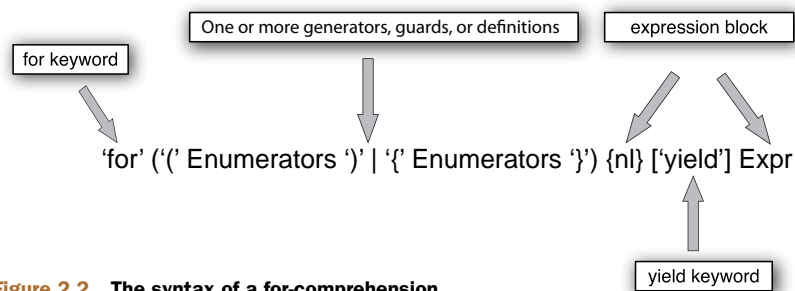 One or more generators, guards, or definitions
expression block
for keyword
‘for’ (‘(’ Enumerators ‘)’ | ‘{’ Enumerators ‘}’) {nl} [‘yield’] Expr
yield keyword
Figure 2.2 The syntax of a for-comprehension